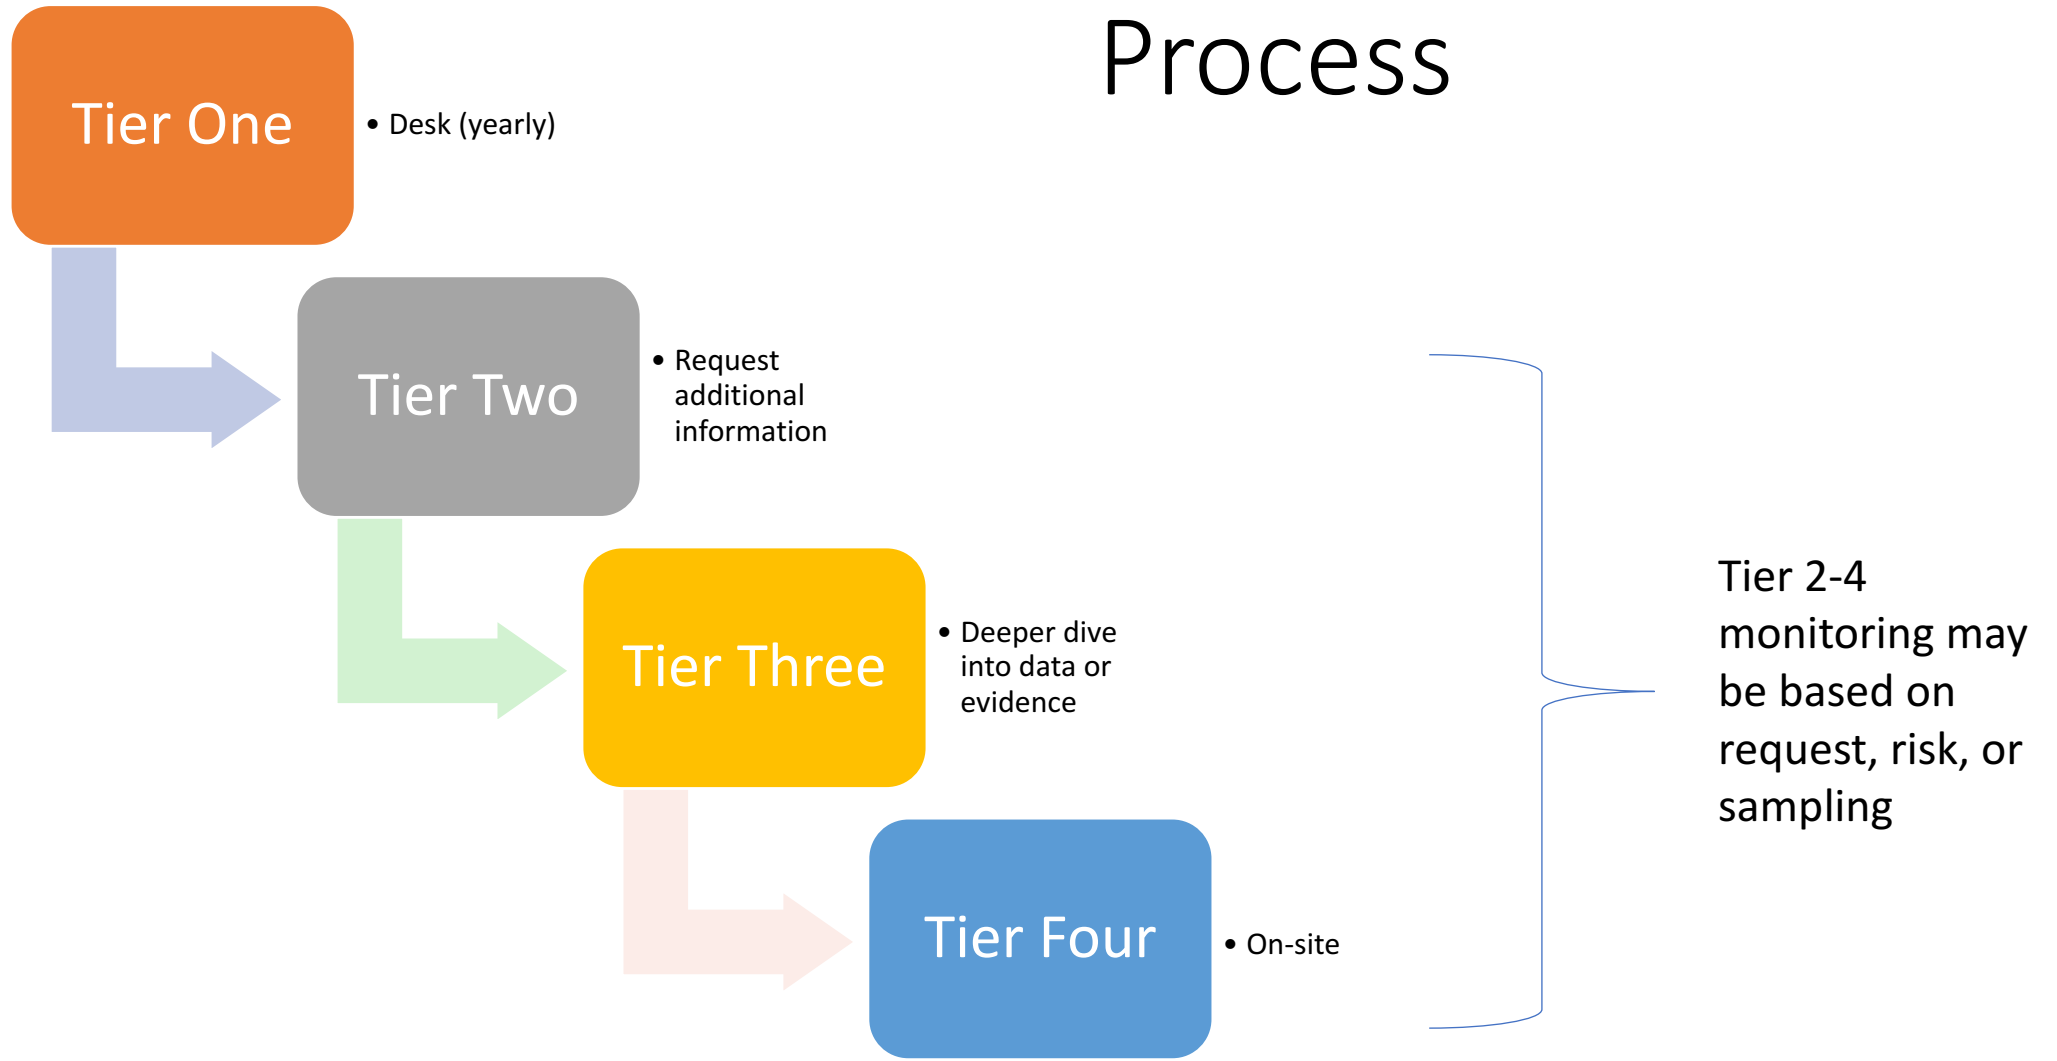 Process
Tier One
• Desk (yearly)
Tier Two
• Request
additional
information
Tier Three
• Deeper dive
into data or
evidence
Tier Four
• On-site
Tier 2-4
monitoring may
be based on
request, risk, or
sampling